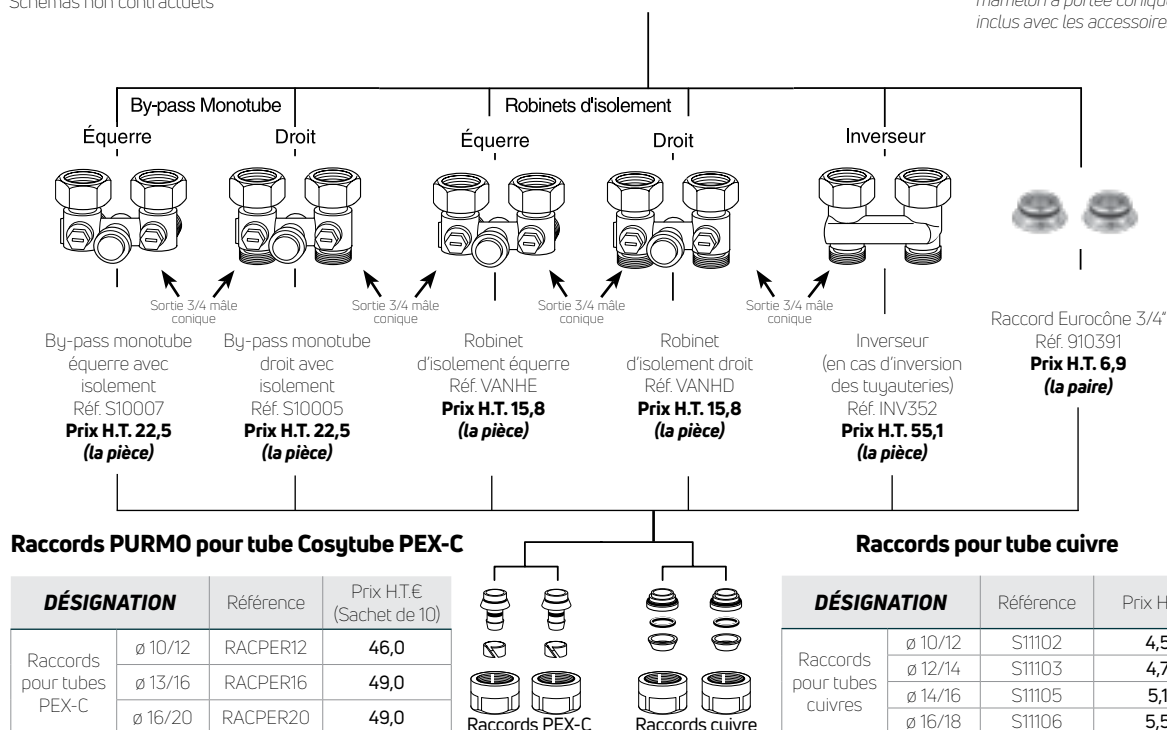 Schémas non contractuels
mamelon à portée conique
inclus avec les accessoire
By-pass Monotube
Robinets d'isolement
Équerre
Droit
Équerre
Droit
Inverseur
Sortie 3/4 mâle
conique
Sortie 3/4 mâle
conique
Sortie 3/4 mâle
conique
Sortie 3/4 mâle
conique
By-pass monotube
équerre avec
isolement
Réf. S10007
Prix H.T. 22,5
(la pièce)
By-pass monotube
droit avec
isolement
Réf. S10005
Prix H.T. 22,5
(la pièce)
Robinet
d'isolement équerre
Réf. VANHE
Prix H.T. 15,8
(la pièce)
Robinet
d'isolement droit
Réf. VANHD
Prix H.T. 15,8
(la pièce)
Inverseur
(en cas d'inversion
des tuyauteries)
Réf. INV352
Prix H.T. 55,1
(la pièce)
Raccord Eurocône 3/4"
Réf. 910391
Prix H.T. 6,9
(la paire)
Raccords PURMO pour tube Cosytube PEX-C
DÉSIGNATION Référence Prix H.T.€
(Sachet de 10)
Raccords
pour tubes
PEX-C
ø 10/12 RACPER12 46,0
ø 13/16 RACPER16 49,0
ø 16/20 RACPER20 49,0
Raccords PEX-C
Raccords cuivre
Raccords pour tube cuivre
DÉSIGNATION Référence Prix H
Raccords
pour tubes
cuivres
ø 10/12 S11102 4,5
ø 12/14 S11103 4,7
ø 14/16 S11105 5,1
ø 16/18 S11106 5,5